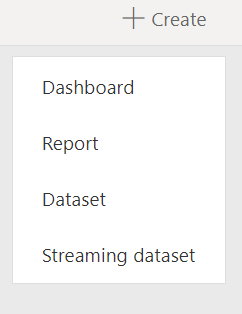 Create
Dashboard
Report
Dataset
Streaming dataset